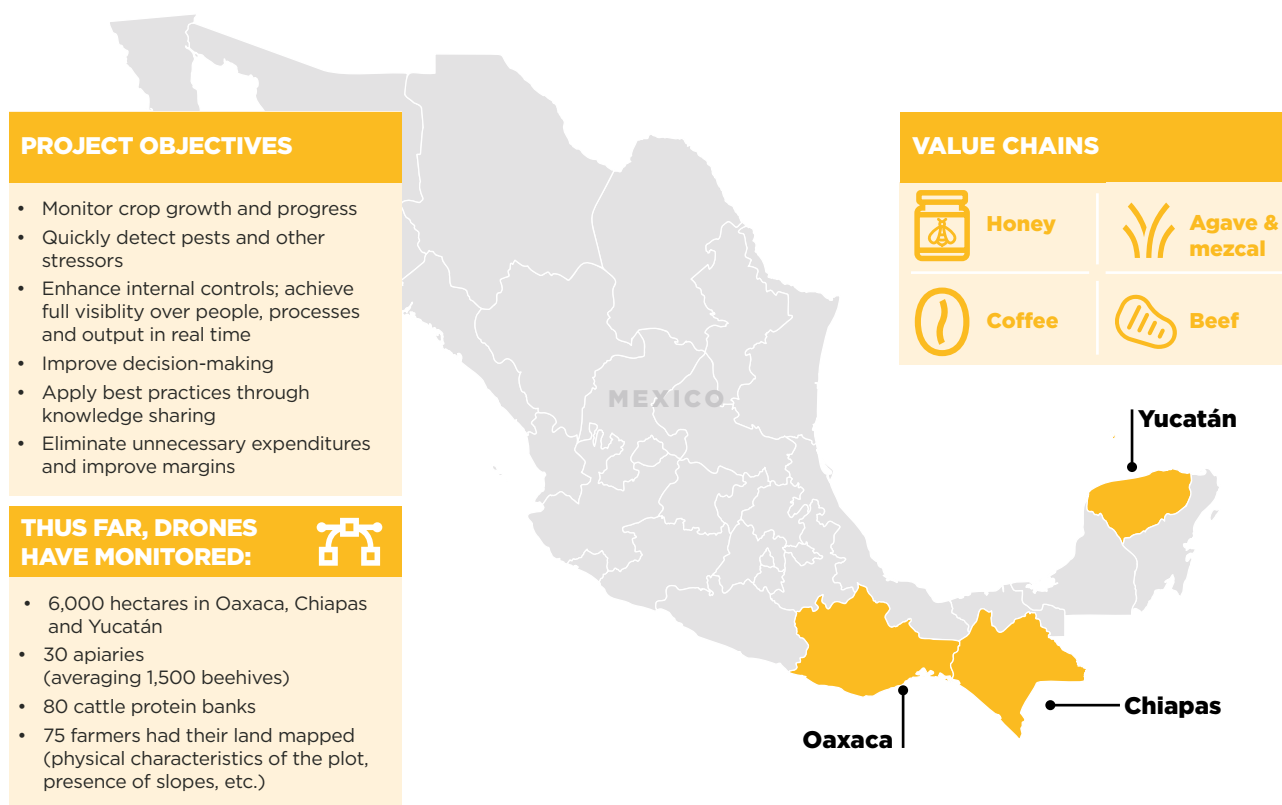 PROJECT OBJECTIVES
• Monitor crop growth and progress
• Quickly detect pests and other
stressors
• Enhance internal controls; achieve
full visiblity over people, processes
and output in real time
• Improve decision-making
• Apply best practices through
knowledge sharing
• Eliminate unnecessary expenditures
and improve margins
THUS FAR, DRONES
HAVE MONITORED:
• 6,000 hectares in Oaxaca, Chiapas
and Yucatán
• 30 apiaries
(averaging 1,500 beehives)
• 80 cattle protein banks
• 75 farmers had their land mapped
(physical characteristics of the plot,
presence of slopes, etc.)
MEXICO
VALUE CHAINS
Honey
Agave &
mezcal
Coffee
Beef
Yucatán
Chiapas
Oaxaca